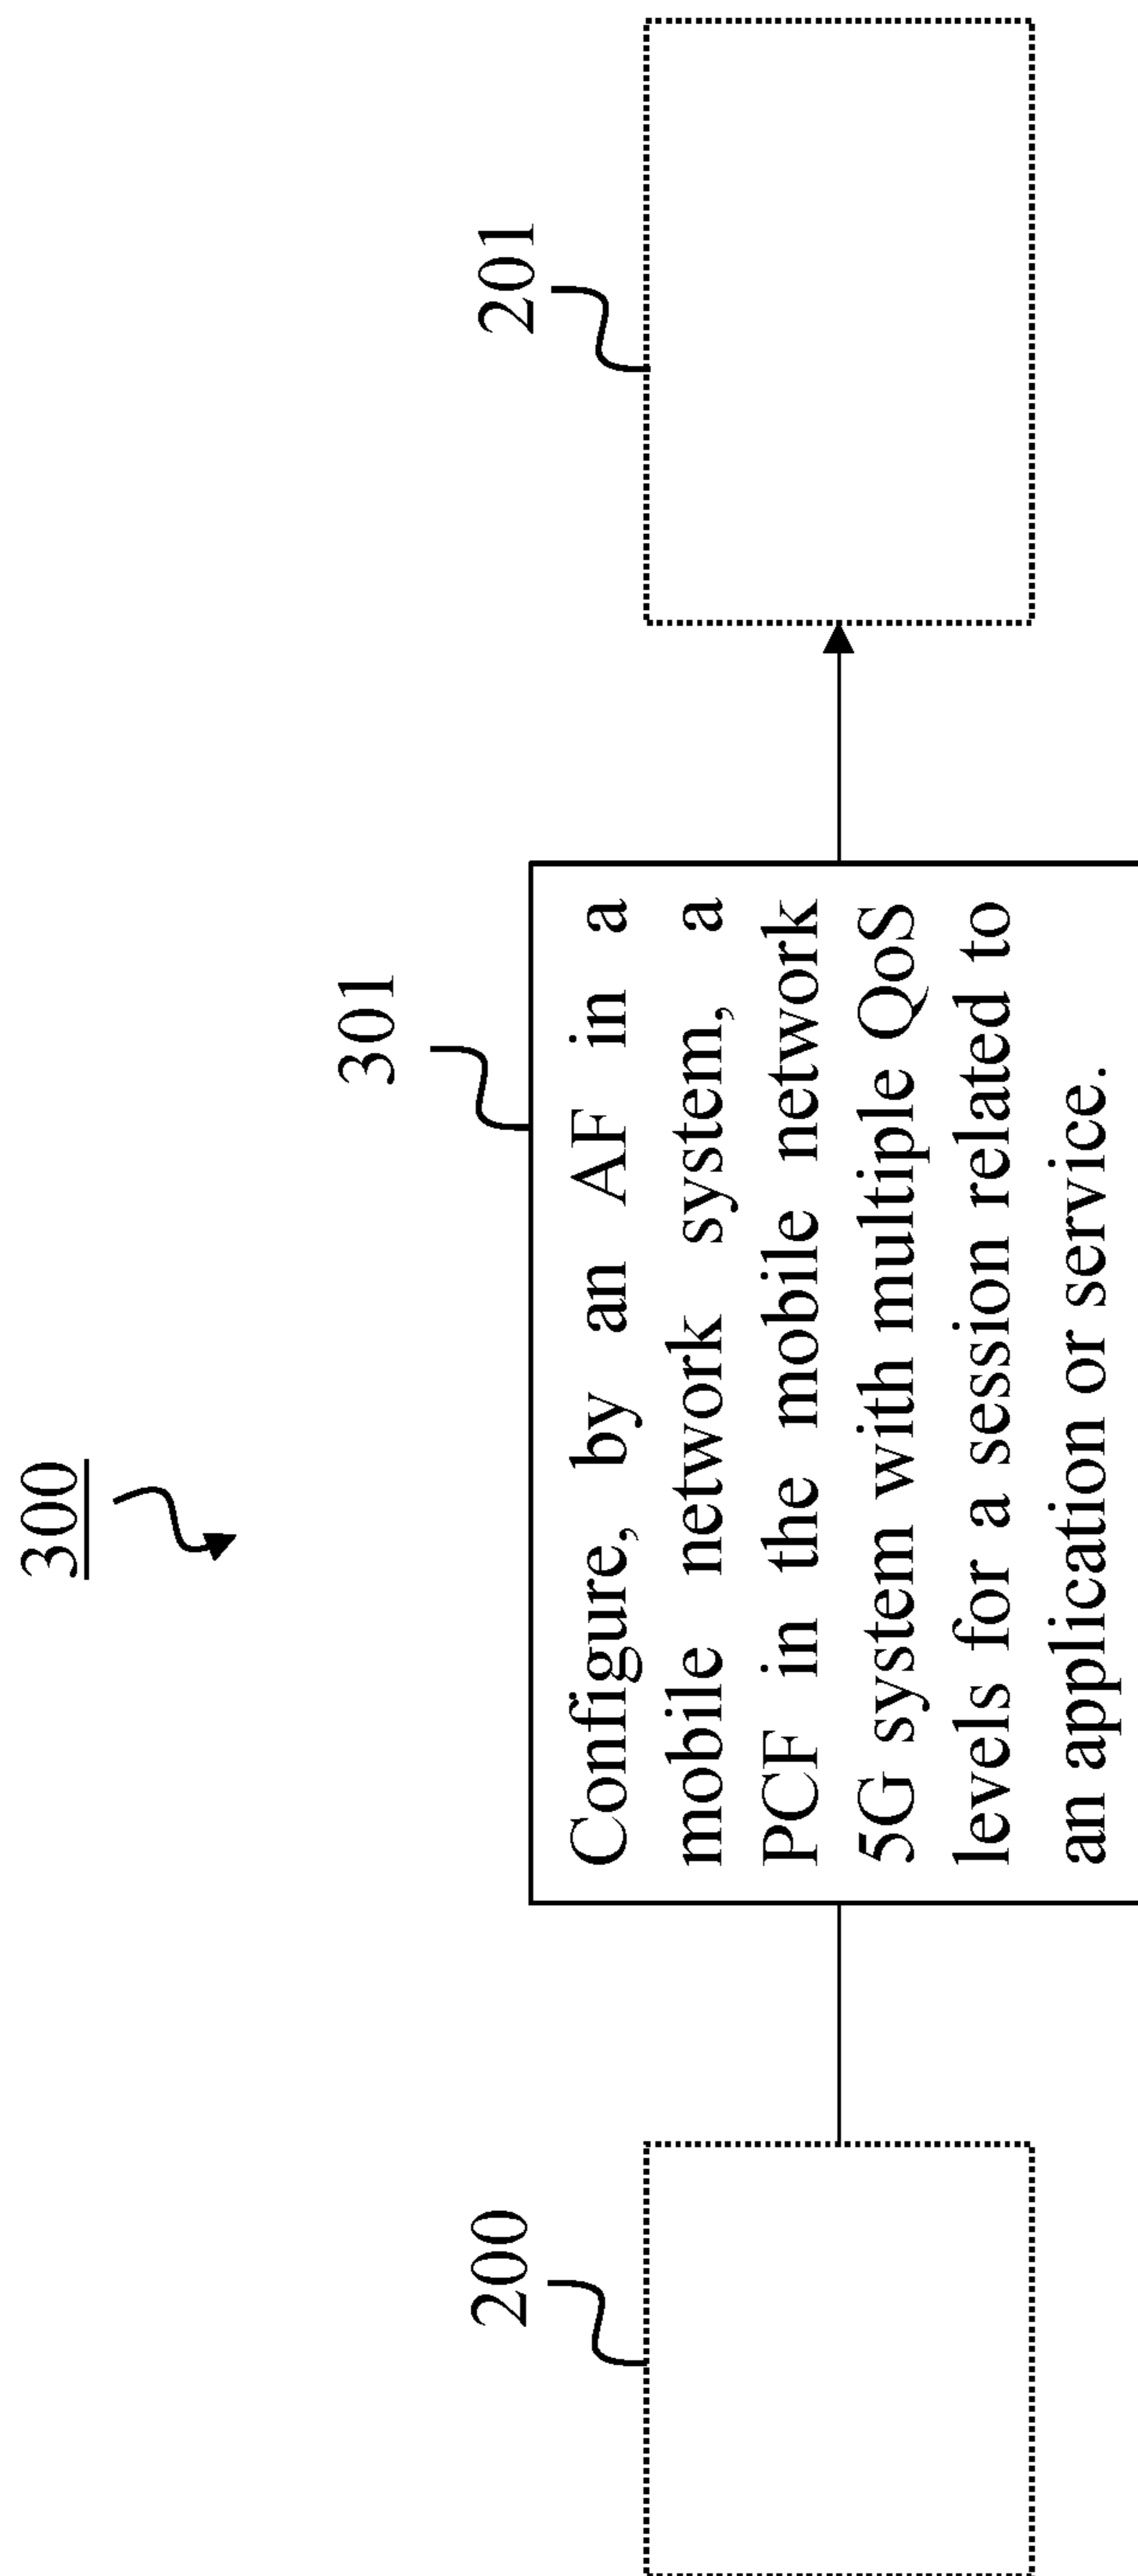 300
301
200
201
Configure, by an AF in a
mobile network system, a
PCF in the mobile network
5G system with multiple QoS
levels for a session related to
an application or service.